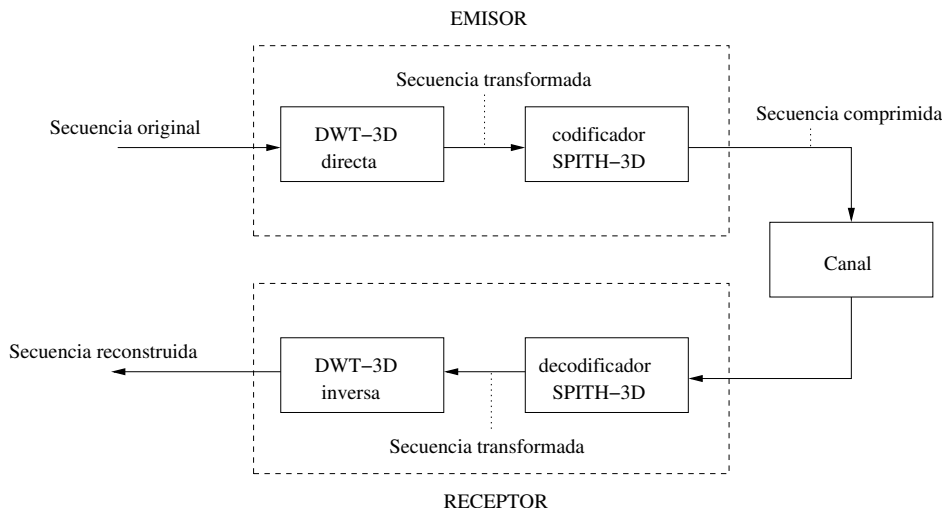 EMISOR
Secuencia transformada
Secuencia original
DWT−3D
directa
codificador
SPITH−3D
Secuencia comprimida
Canal
Secuencia reconstruida
DWT−3D
inversa
decodificador
SPITH−3D
Secuencia transformada
RECEPTOR